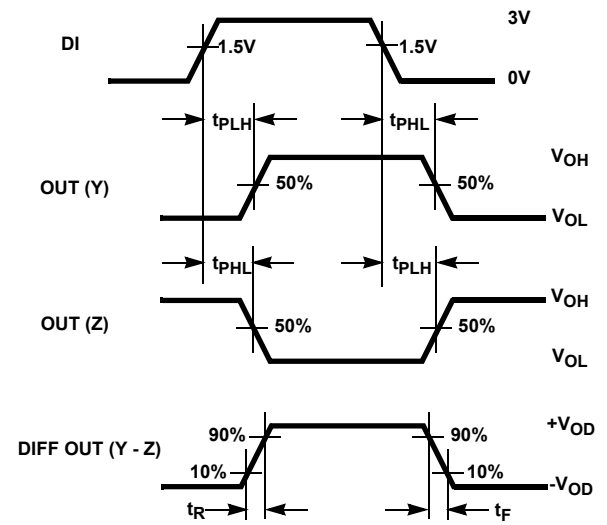 3V
DI
1.5V
1.5V
0V
tPLH
tPHL
VOH
OUT (Y)
50%
50%
VOL
tPHL
tPLH
VOH
OUT (Z)
50%
50%
VOL
+VOD
90%
90%
DIFF OUT (Y - Z)
10%
10%
-VOD
tR
tF